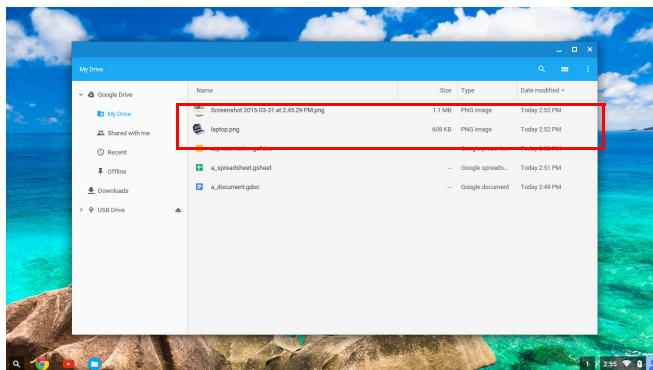 My Drive
Name Size Type Date modified
Google Drive
My Drive
Shared with me
Recent
Offline
Downloads
USB Drive
Screenshot 2015-03-31 at 2.45.29 PM.png 1.1 MB PNG image Today 2:52 PM
laptop.png 608 KB PNG image Today 2:52 PM
a_spreadsheet.gsheet -- Google spreads... Today 2:51 PM
a_document.gdoc -- Google document Today 2:49 PM
1 2:55